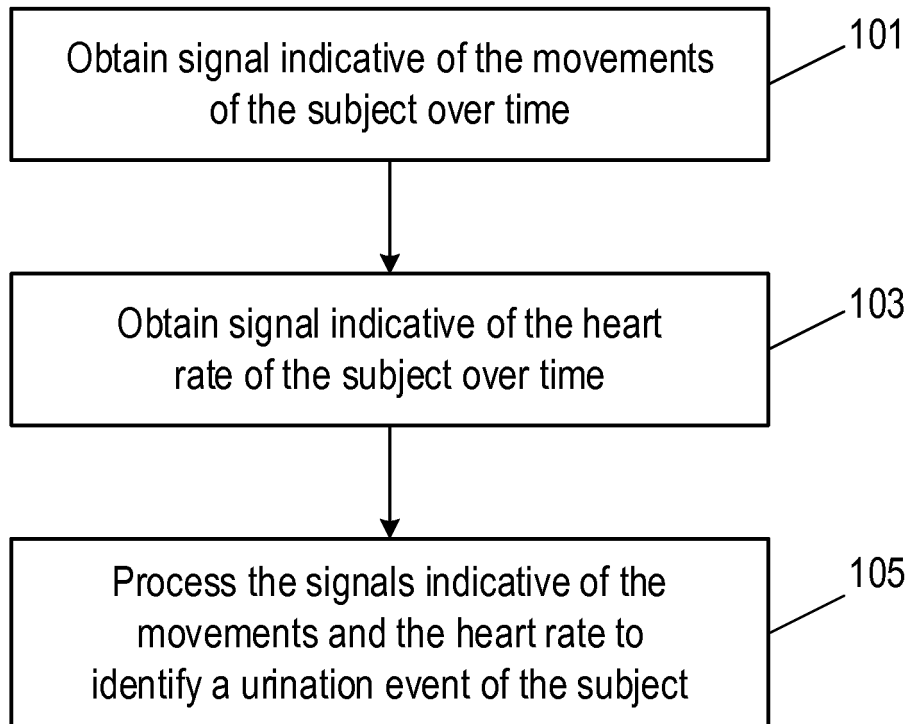 Obtain signal indicative of the movements
of the subject over time
101
Obtain signal indicative of the heart
rate of the subject over time
103
Process the signals indicative of the
movements and the heart rate to
identify a urination event of the subject
105